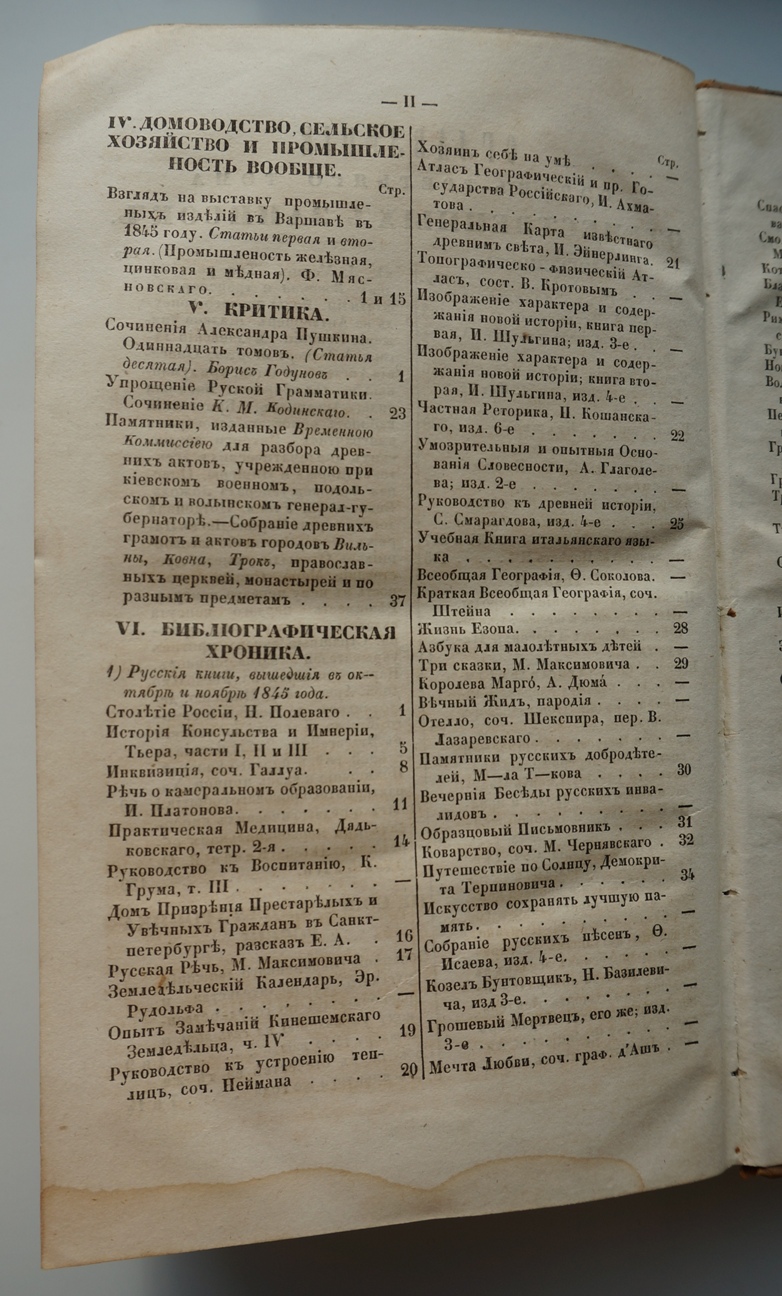 — II —
IV. ДОМОВОДСТВО, СЕЛЬСКОЕ
ХОЗЯЙСТВО И ПРОМЫШЛЕ-
НОСТЬ ВООБЩЕ.
Стр.
Взглядъ на выставку промышле-
ныхъ издѣлій въ Варшавѣ въ
1845 году. Статьи первая и вто-
рая. (Промышленость желѣзная,
цинковая и мѣдная). Ф. Мяс-
новскаго. . . . . . . 1 и 15
V. КРИТИКА.
Сочиненія Александра Пушкина.
Одиннадцать томовъ. (Статья
десятая). Борисъ Годуновъ . . 1
Упрощеніе Руской Грамматики.
Сочиненіе К. М. Кодинскаго. . 23
Памятники, изданные Временною
Коммиссіею для разбора древ-
нихъ актовъ, учрежденною при
кіевскомъ военномъ, подоль-
скомъ и волынскомъ генерал-гу-
бернаторѣ.—Собраніе древнихъ
грамотъ и актовъ городовъ Виль-
ны, Ковна, Трокъ, православ-
ныхъ церквей, монастырей и по
разнымъ предметамъ . . . . 37
VI. БИБЛІОГРАФИЧЕСКАЯ
ХРОНИКА.
1) Русскія книги, вышедшія въ ок-
тябрѣ и ноябрѣ 1845 года.
Столѣтіе Россіи, Н. Полеваго . . 1
Исторія Консульства и Имперіи,
Тьера, части I, II и III . . . 5
Инквизиція, соч. Галлуа. . . 8
Рѣчь о камеральномъ образованіи,
И. Платонова. . . . . . . 11
Практическая Медицина, Дядь-
ковскаго, тетр. 2-я . . . . . 14
Руководство къ Воспитанію, К.
Грума, т. III . . . . . . . —
Домъ Призрѣнія Престарѣлыхъ и
Увѣчныхъ Граждан въ Санкт-
петербургѣ, разсказъ Е. А. . 16
Русская Рѣчь, М. Максимовича . 17
Земледѣльческій Календарь, Эр.
Рудольфа . . . . . . . . —
Опытъ Замѣчаній Кинешемскаго
Земледѣльца, ч. IV . . . . 19
Руководство къ устроенію теп-
лицъ, соч. Неймана . . . . 20
Стр.
Хозяинъ себѣ на умѣ . . . . —
Атласъ Географическій и пр. Го-
сударства Россійскаго, И. Ахма-
това . . . . . . . .
Генеральная Карта извѣстнаго
древнимъ свѣта, И. Эйнерлинга. 21
Топографическо-физическій Ат-
ласъ, сост. В. Кротовымъ . . —
Изображеніе характера и содер-
жанія новой исторіи, книга пер-
вая, И. Шульгина; изд. 3-е . . —
Изображеніе характера и содер-
жанія новой исторіи; книга вто-
рая, И. Шульгина, изд. 4-е . . —
Частная Реторика, Н. Кошанска-
го, изд. 6-е . . . . . . . 22
Умозрительныя и опытныя Осно-
ванія Словесности, А. Глаголе-
ва; изд. 2-е . . . . . . . —
Руководство къ древней исторіи,
С. Смарагдова, изд. 4-е . . . 25
Учебная Книга итальянскаго язы-
ка . . . . . . . . . . —
Всеобщая Географія, Ѳ. Соколова. —
Краткая Всеобщая Географія, соч.
Штейна . . . . . . . . —
Жизнь Езопа. . . . . . . . 28
Азбука для малолѣтныхъ дѣтей . —
Три сказки, М. Максимовича . . 29
Королева Марго́, А. Дюма́ . . . —
Вѣчный Жидъ, пародія . . . . —
Отелло, соч. Шекспира, пер. В.
Лазаревскаго . . . . . . . —
Памятники русскихъ добродѣте-
лей, М—ла Т—кова . . . . 30
Вечернія Бесѣды русскихъ инва-
лидовъ . . . . . . . . . —
Образцовый Письмовникъ . . . 31
Коварство, соч. М. Чернявскаго . 32
Путешествіе по Солнцу, Демокри-
та Терпиновича . . . . . . 34
Искусство сохранять лучшую па-
мять. . . . . . . . . . —
Собраніе русскихъ пѣсенъ, Ѳ.
Исаева, изд. 4-е. . . . . . —
Козелъ Бунтовщикъ, Н. Базилеви-
ча, изд 3-е. . . . . . . . —
Грошевый Мертвецъ, его же; изд.
3-е . . . . . . . . . . —
Мечта Любви, соч. граф. д'Ашъ . —